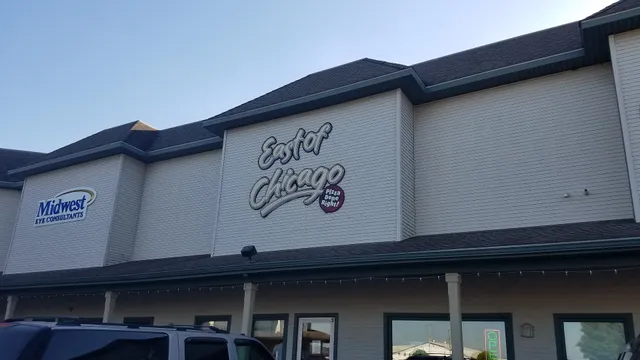 Midwest
EYE CONSULTANTS
East of
Chicago
Pizza
Done
Right!